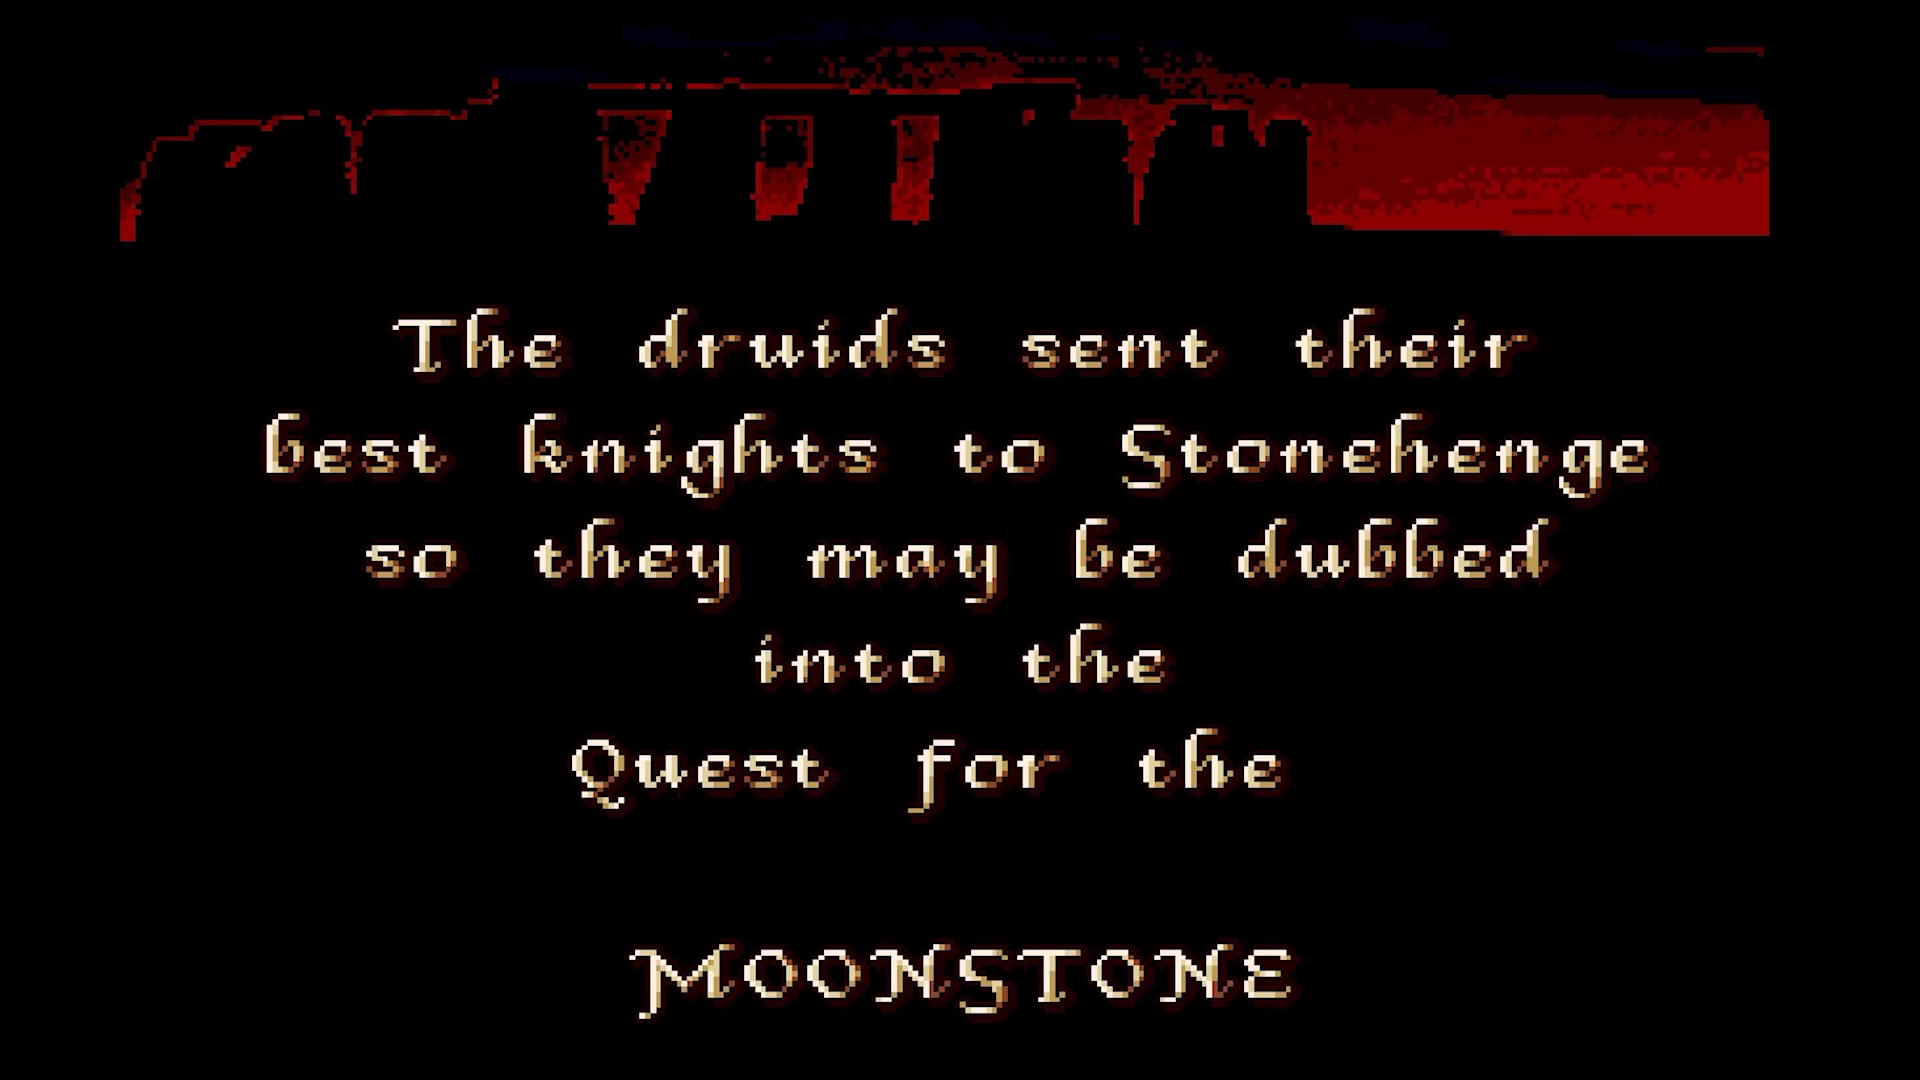 The druids sent their
best knights to Stonehenge
so they may be dubbed
into the
Quest for the
MOONSTONE